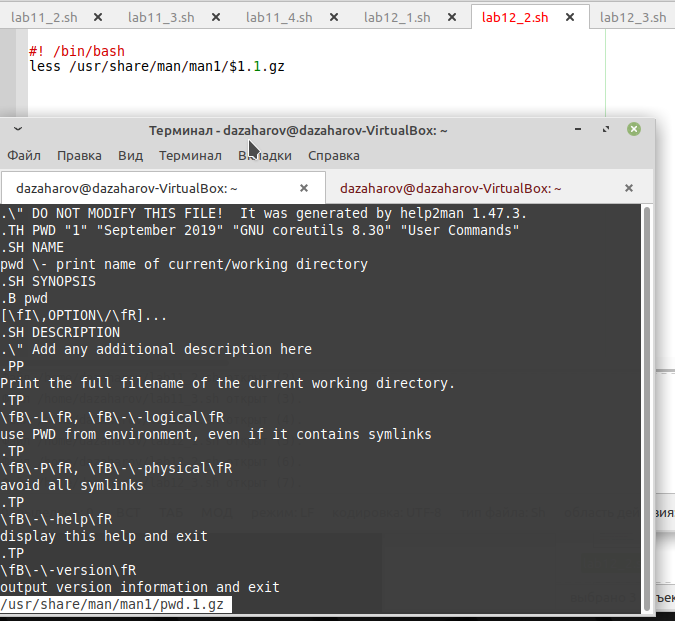 lab11_2.sh lab11_3.sh lab11_4.sh lab12_1.sh lab12_2.sh lab12_3.sh
#! /bin/bash
less /usr/share/man/man1/$1.1.gz
Терминал - dazaharov@dazaharov-VirtualBox: ~
Файл Правка Вид Терминал Вкладки Справка
dazaharov@dazaharov-VirtualBox: ~ dazaharov@dazaharov-VirtualBox: ~
.\" DO NOT MODIFY THIS FILE!  It was generated by help2man 1.47.3.
.TH PWD "1" "September 2019" "GNU coreutils 8.30" "User Commands"
.SH NAME
pwd \- print name of current/working directory
.SH SYNOPSIS
.B pwd
[\fI\,OPTION\/\fR]...
.SH DESCRIPTION
.\" Add any additional description here
.PP
Print the full filename of the current working directory.
.TP
\fB\-L\fR, \fB\-\-logical\fR
use PWD from environment, even if it contains symlinks
.TP
\fB\-P\fR, \fB\-\-physical\fR
avoid all symlinks
.TP
\fB\-\-help\fR
display this help and exit
.TP
\fB\-\-version\fR
output version information and exit
/usr/share/man/man1/pwd.1.gz